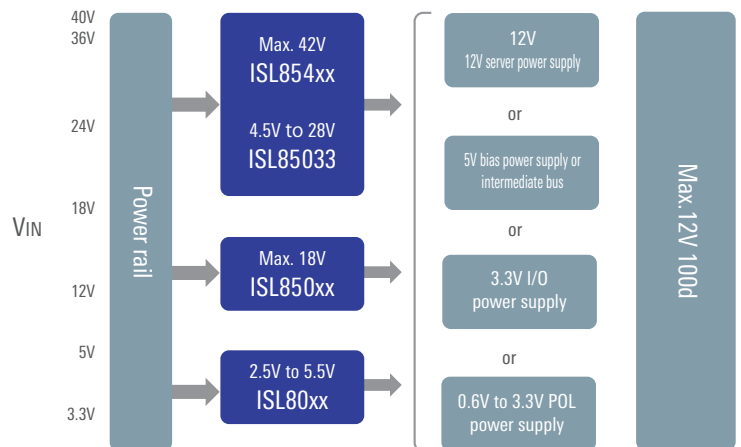 40V
36V
24V
18V
VIN
12V
5V
3.3V
Power rail
Max. 42V
ISL854xx
4.5V to 28V
ISL85033
Max. 18V
ISL850xx
2.5V to 5.5V
ISL80xx
12V
12V server power supply
or
5V bias power supply or
intermediate bus
or
3.3V I/O
power supply
or
0.6V to 3.3V POL
power supply
Max.12V 100d